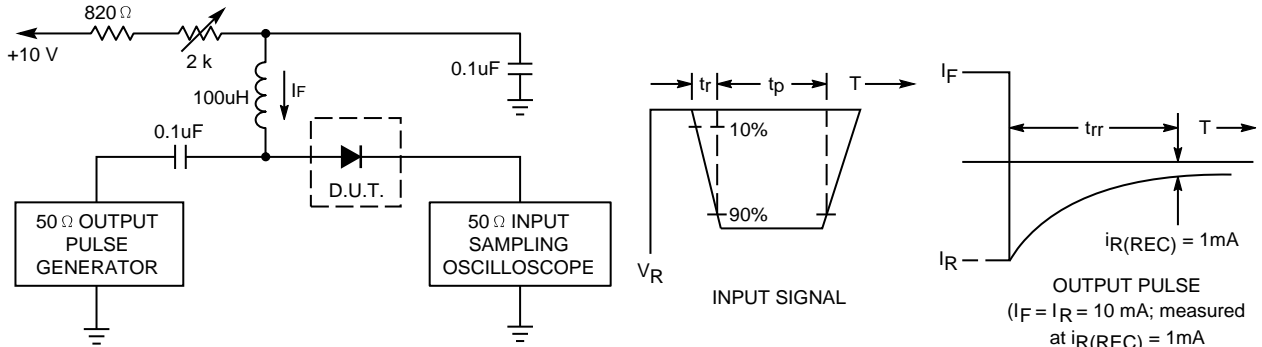 820 Ω
+10 V
2 k
100uH
IF
0.1uF
0.1uF
D.U.T.
50 Ω OUTPUT
PULSE
GENERATOR
50 Ω INPUT
SAMPLING
OSCILLOSCOPE
tr
tp
T
10%
90%
VR
INPUT SIGNAL
IF
trr
T
IR
iR(REC) = 1mA
OUTPUT PULSE
(IF = IR = 10 mA; measured
at iR(REC) = 1mA